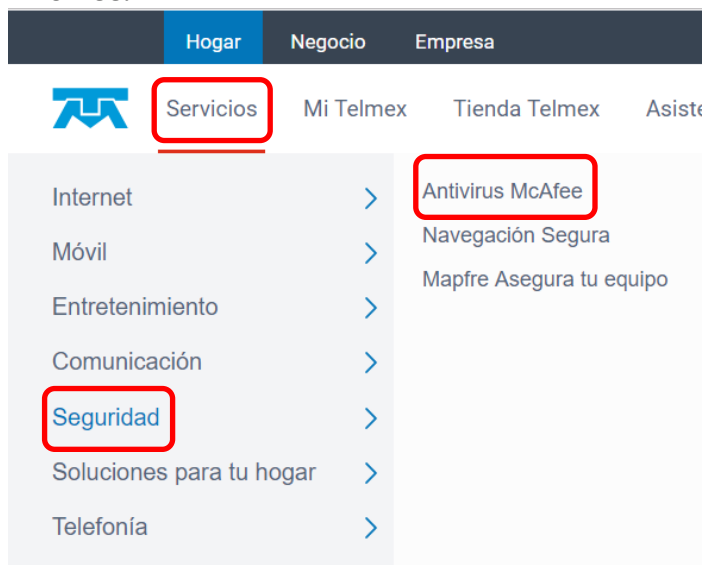 Hogar Negocio Empresa
Servicios Mi Telmex Tienda Telmex Asiste
Internet
Móvil
Entretenimiento
Comunicación
Seguridad
Soluciones para tu hogar
Telefonía
Antivirus McAfee
Navegación Segura
Mapfre Asegura tu equipo